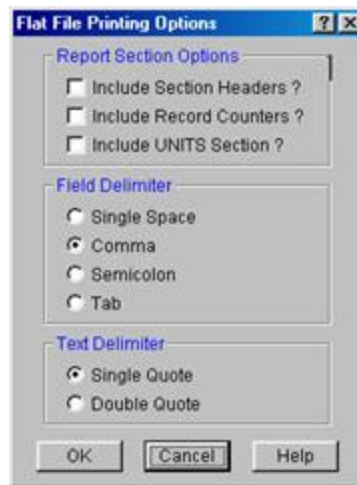 Flat File Printing Options
Report Section Options
Include Section Headers ?
Include Record Counters ?
Include UNITS Section ?
Field Delimiter
Single Space
Comma
Semicolon
Tab
Text Delimiter
Single Quote
Double Quote
OK Cancel Help